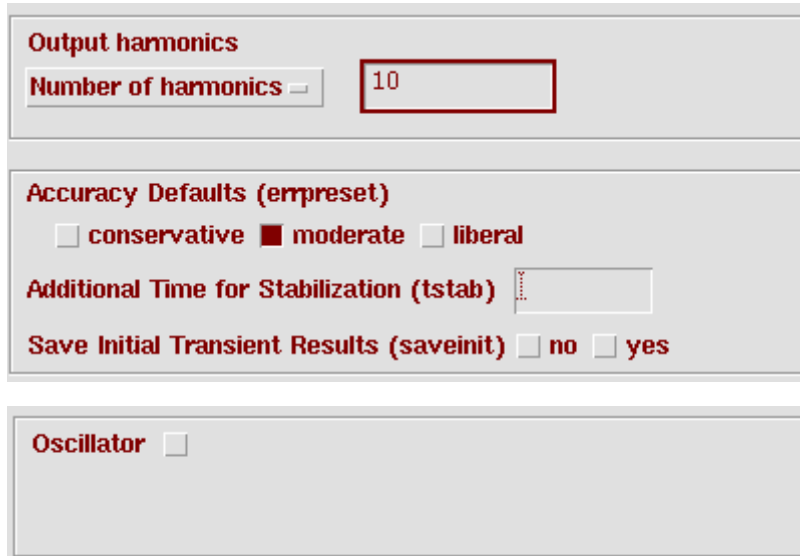 Output harmonics
Number of harmonics 10
Accuracy Defaults (errpreset)
conservative moderate liberal
Additional Time for Stabilization (tstab)
Save Initial Transient Results (saveinit) no yes
Oscillator